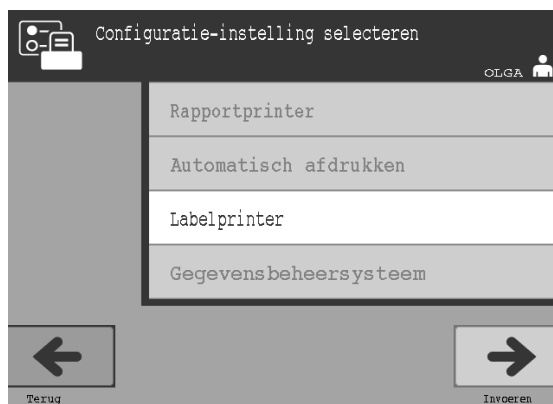 Configuratie-instelling selecteren
OLGA
Rapportprinter
Automatisch afdrukken
Labelprinter
Gegevensbeheersysteem
Terug
Invoeren